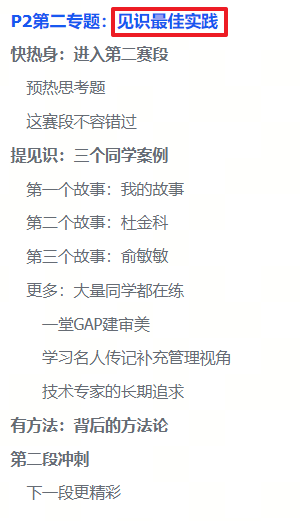 P2第二专题：见识最佳实践
快热身：进入第二赛段
预热思考题
这赛段不容错过
提见识：三个同学案例
第一个故事：我的故事
第二个故事：杜金科
第三个故事：俞敏敏
更多：大量同学都在练
一堂GAP建审美
学习名人传记补充管理视角
技术专家的长期追求
有方法：背后的方法论
第二段冲刺
下一段更精彩